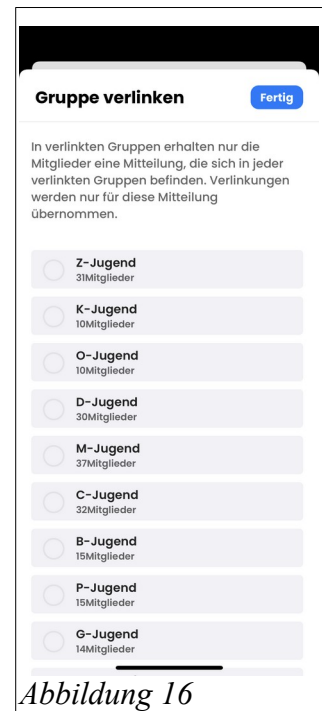 Gruppe verlinken
Fertig
In verlinkten Gruppen erhalten nur die
Mitglieder eine Mitteilung, die sich in jeder
verlinkten Gruppen befinden. Verlinkungen
werden nur für diese Mitteilung
übernommen.
Z-Jugend
31Mitglieder
K-Jugend
10Mitglieder
O-Jugend
10Mitglieder
D-Jugend
30Mitglieder
M-Jugend
37Mitglieder
C-Jugend
32Mitglieder
B-Jugend
15Mitglieder
P-Jugend
15Mitglieder
G-Jugend
14Mitglieder
Abbildung 16